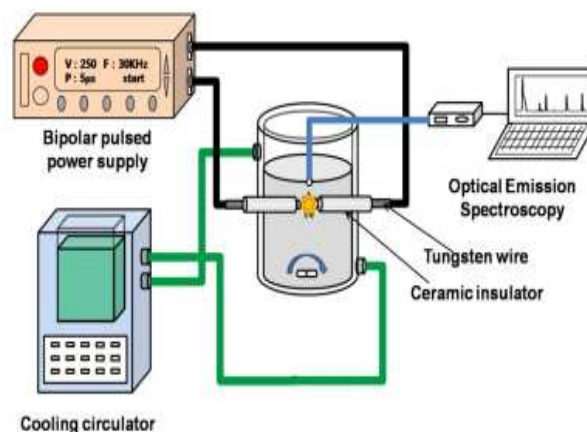 V : 250 F : 30KHz
P : 5µs start
Bipolar pulsed
power supply
Optical Emission
Spectroscopy
Tungsten wire
Ceramic insulator
Cooling circulator